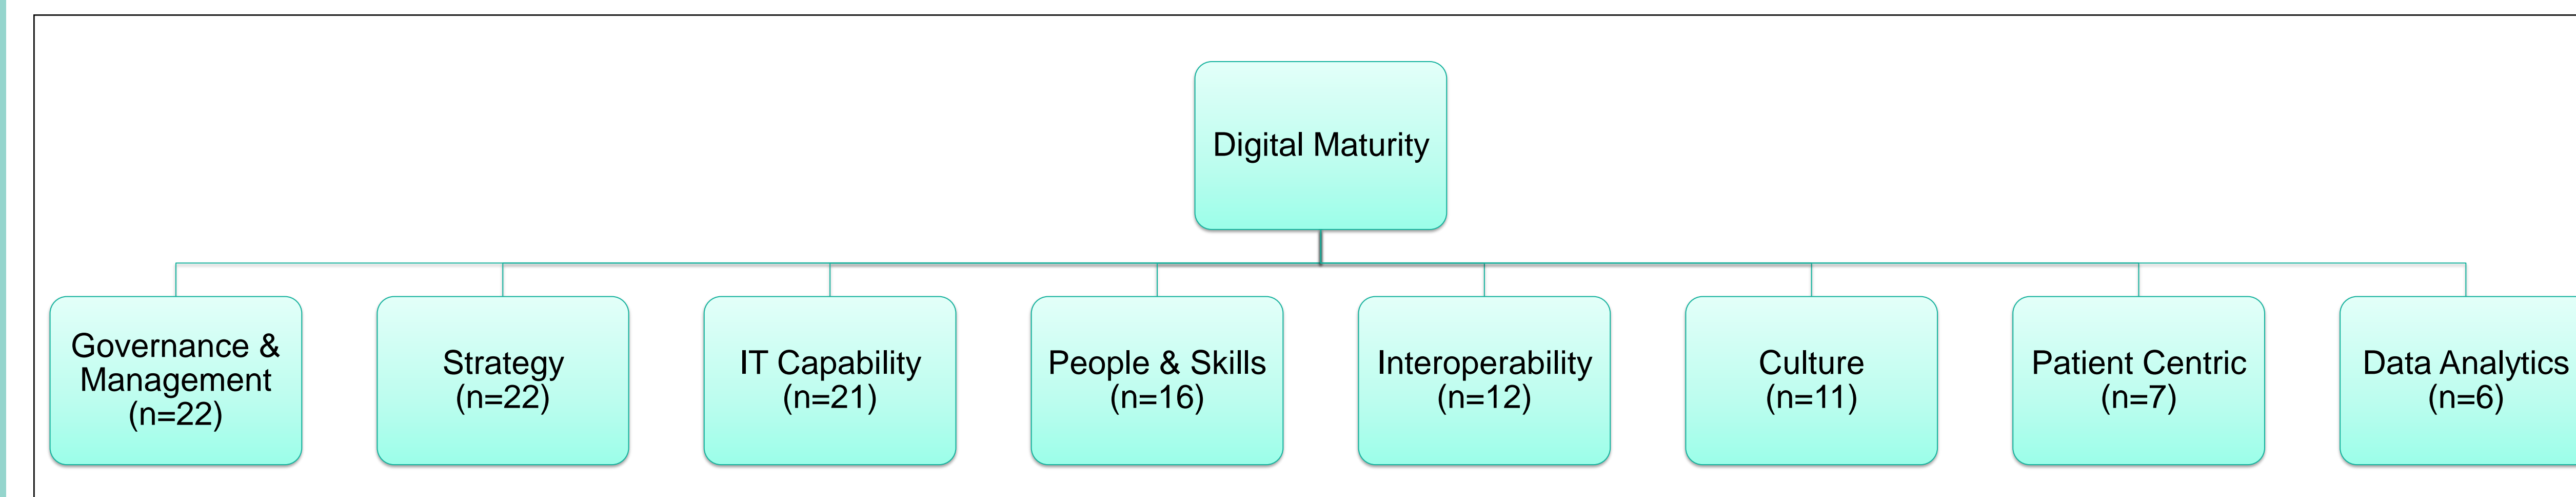 Digital Maturity
Governance &
Management
(n=22)
Strategy
(n=22)
IT Capability
(n=21)
People & Skills
(n=16)
Interoperability
(n=12)
Culture
(n=11)
Patient Centric
(n=7)
Data Analytics
(n=6)